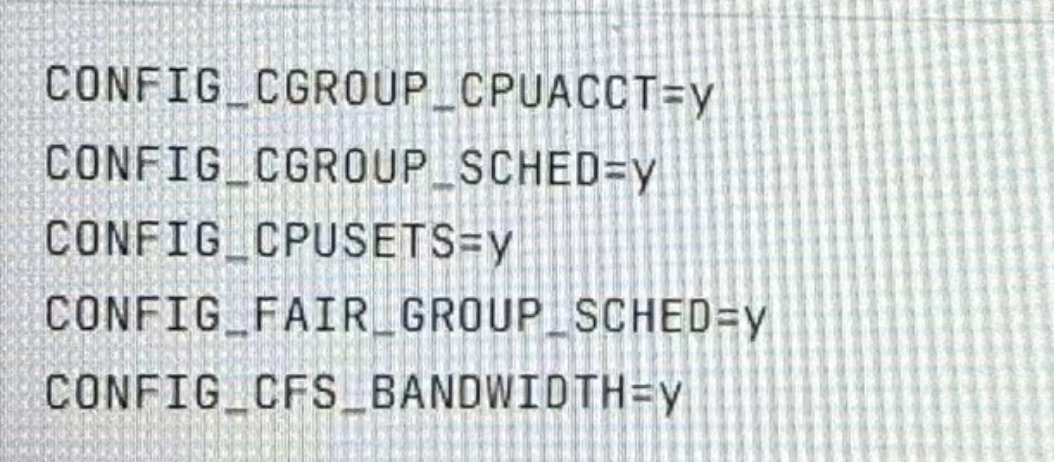 CONFIG_CGROUP_CPUACCT=y
CONFIG_CGROUP_SCHED=y
CONFIG_CPUSETS=y
CONFIG_FAIR_GROUP_SCHED=y
CONFIG_CFS_BANDWIDTH=y